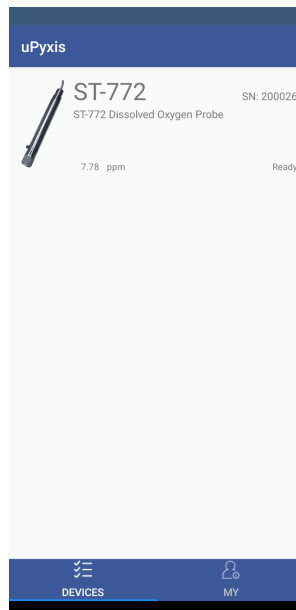 uPyxis
ST-772
SN: 200026
ST-772 Dissolved Oxygen Probe
7.78 ppm
Ready
DEVICES
MY